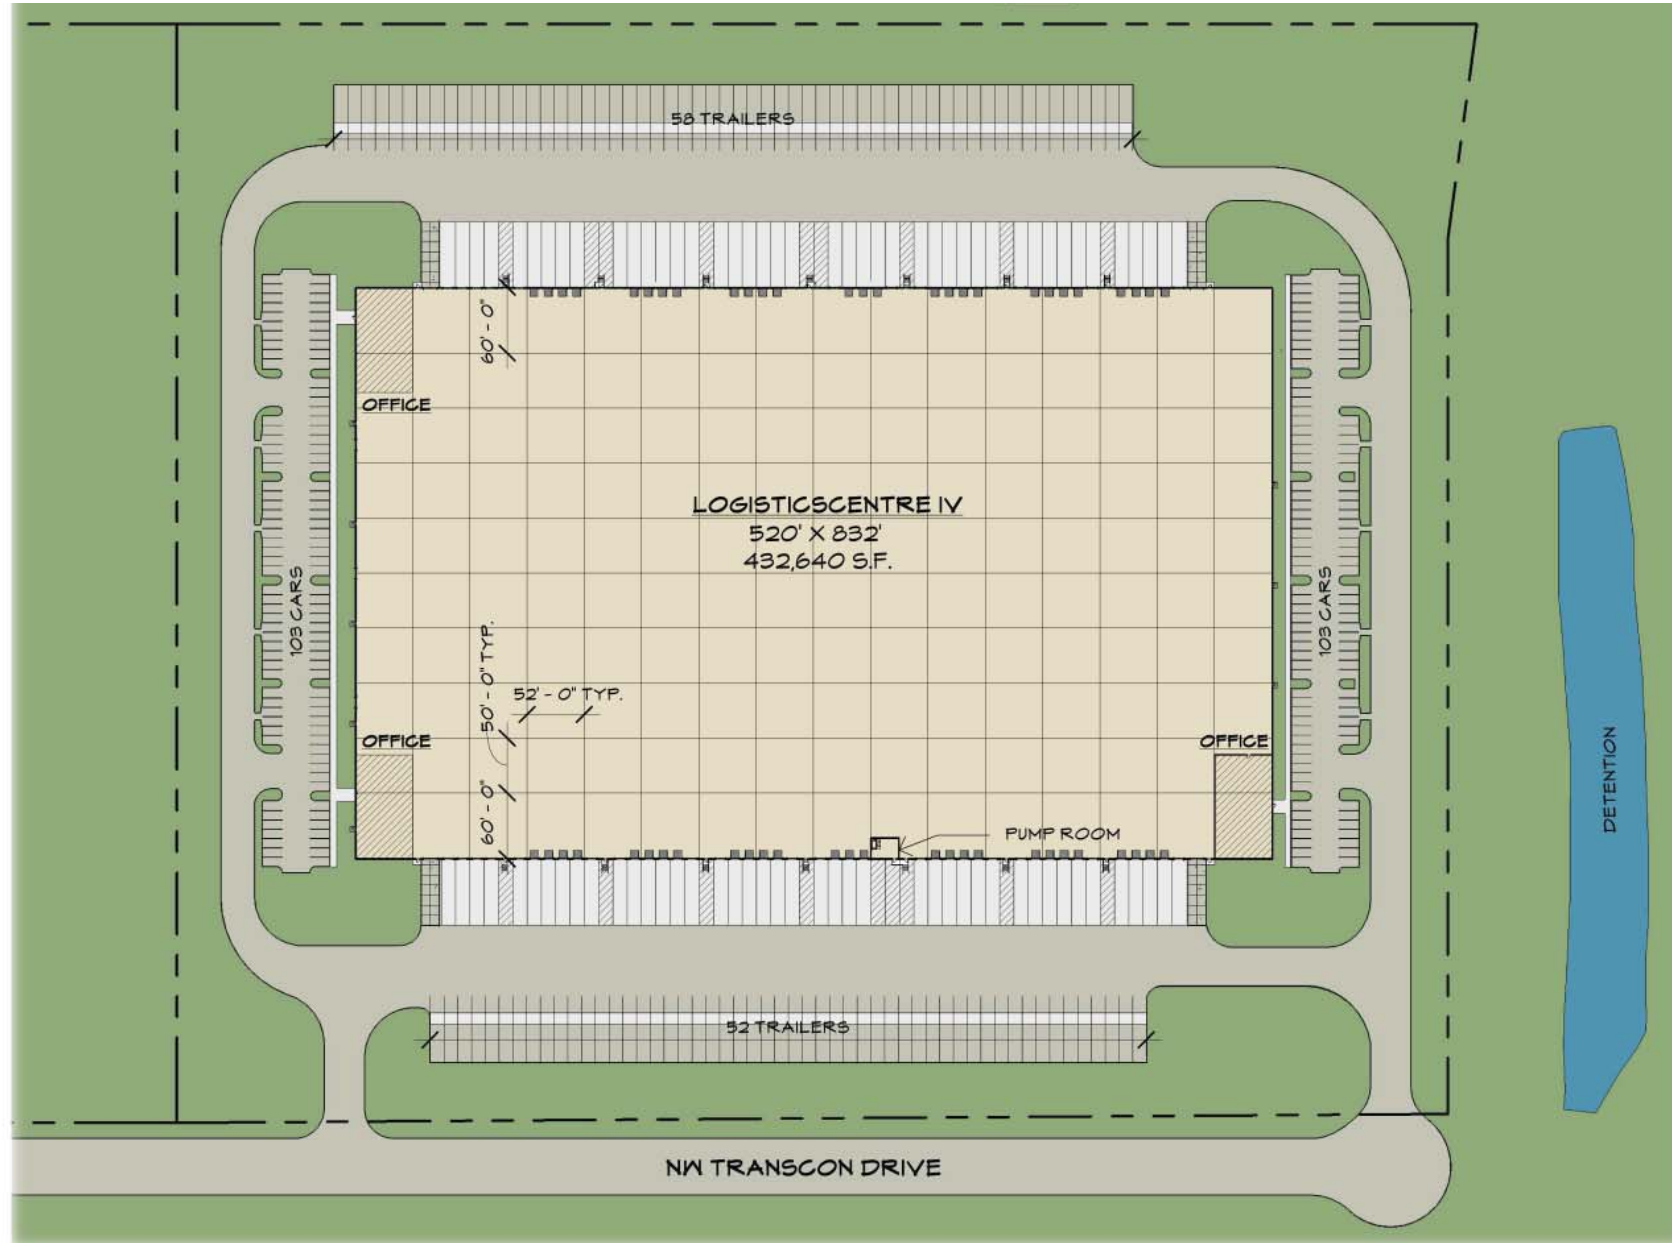 58 TRAILERS
60' - 0"
OFFICE
LOGISTICSCENTRE IV
520' X 832'
432,640 S.F.
103 CARS
103 CARS
50' - 0" TYP.
52' - 0" TYP.
OFFICE
OFFICE
60' - 0"
PUMP ROOM
DETENTION
52 TRAILERS
NW TRANSCON DRIVE